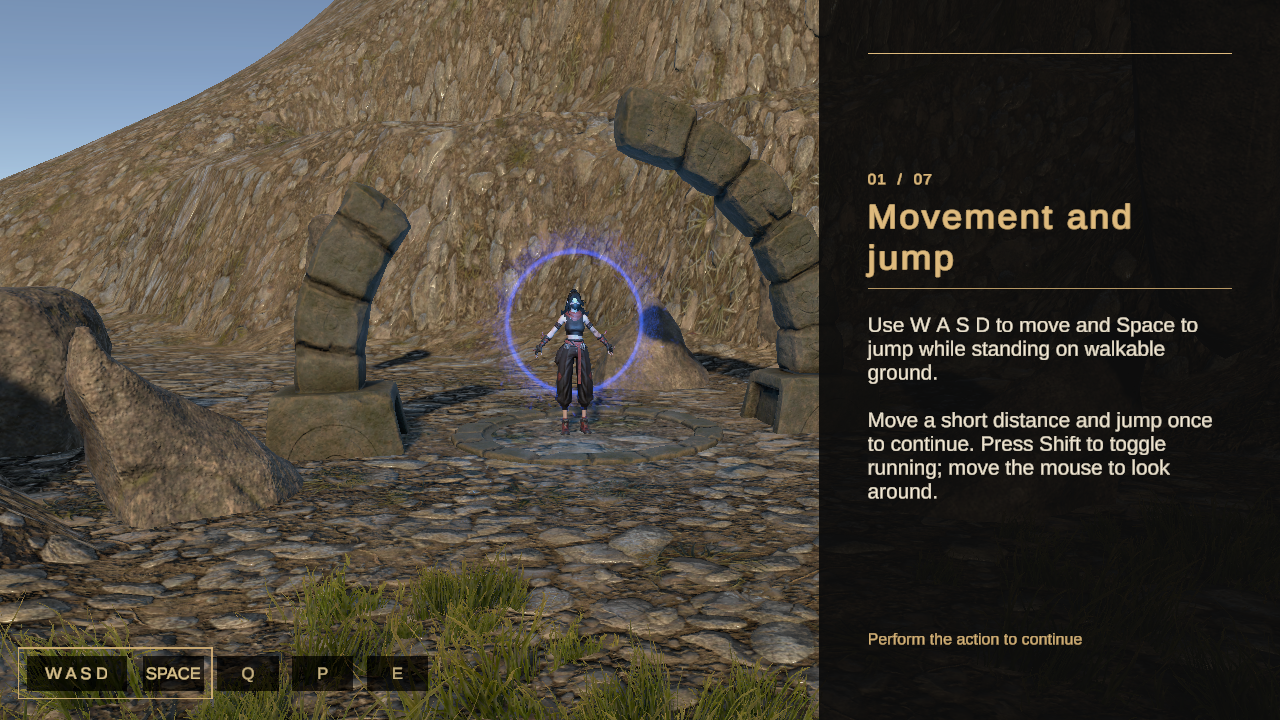 01 / 07
Movement and
jump
Use W A S D to move and Space to
jump while standing on walkable
ground.
Move a short distance and jump once
to continue. Press Shift to toggle
running; move the mouse to look
around.
Perform the action to continue
W A S D SPACE Q P E